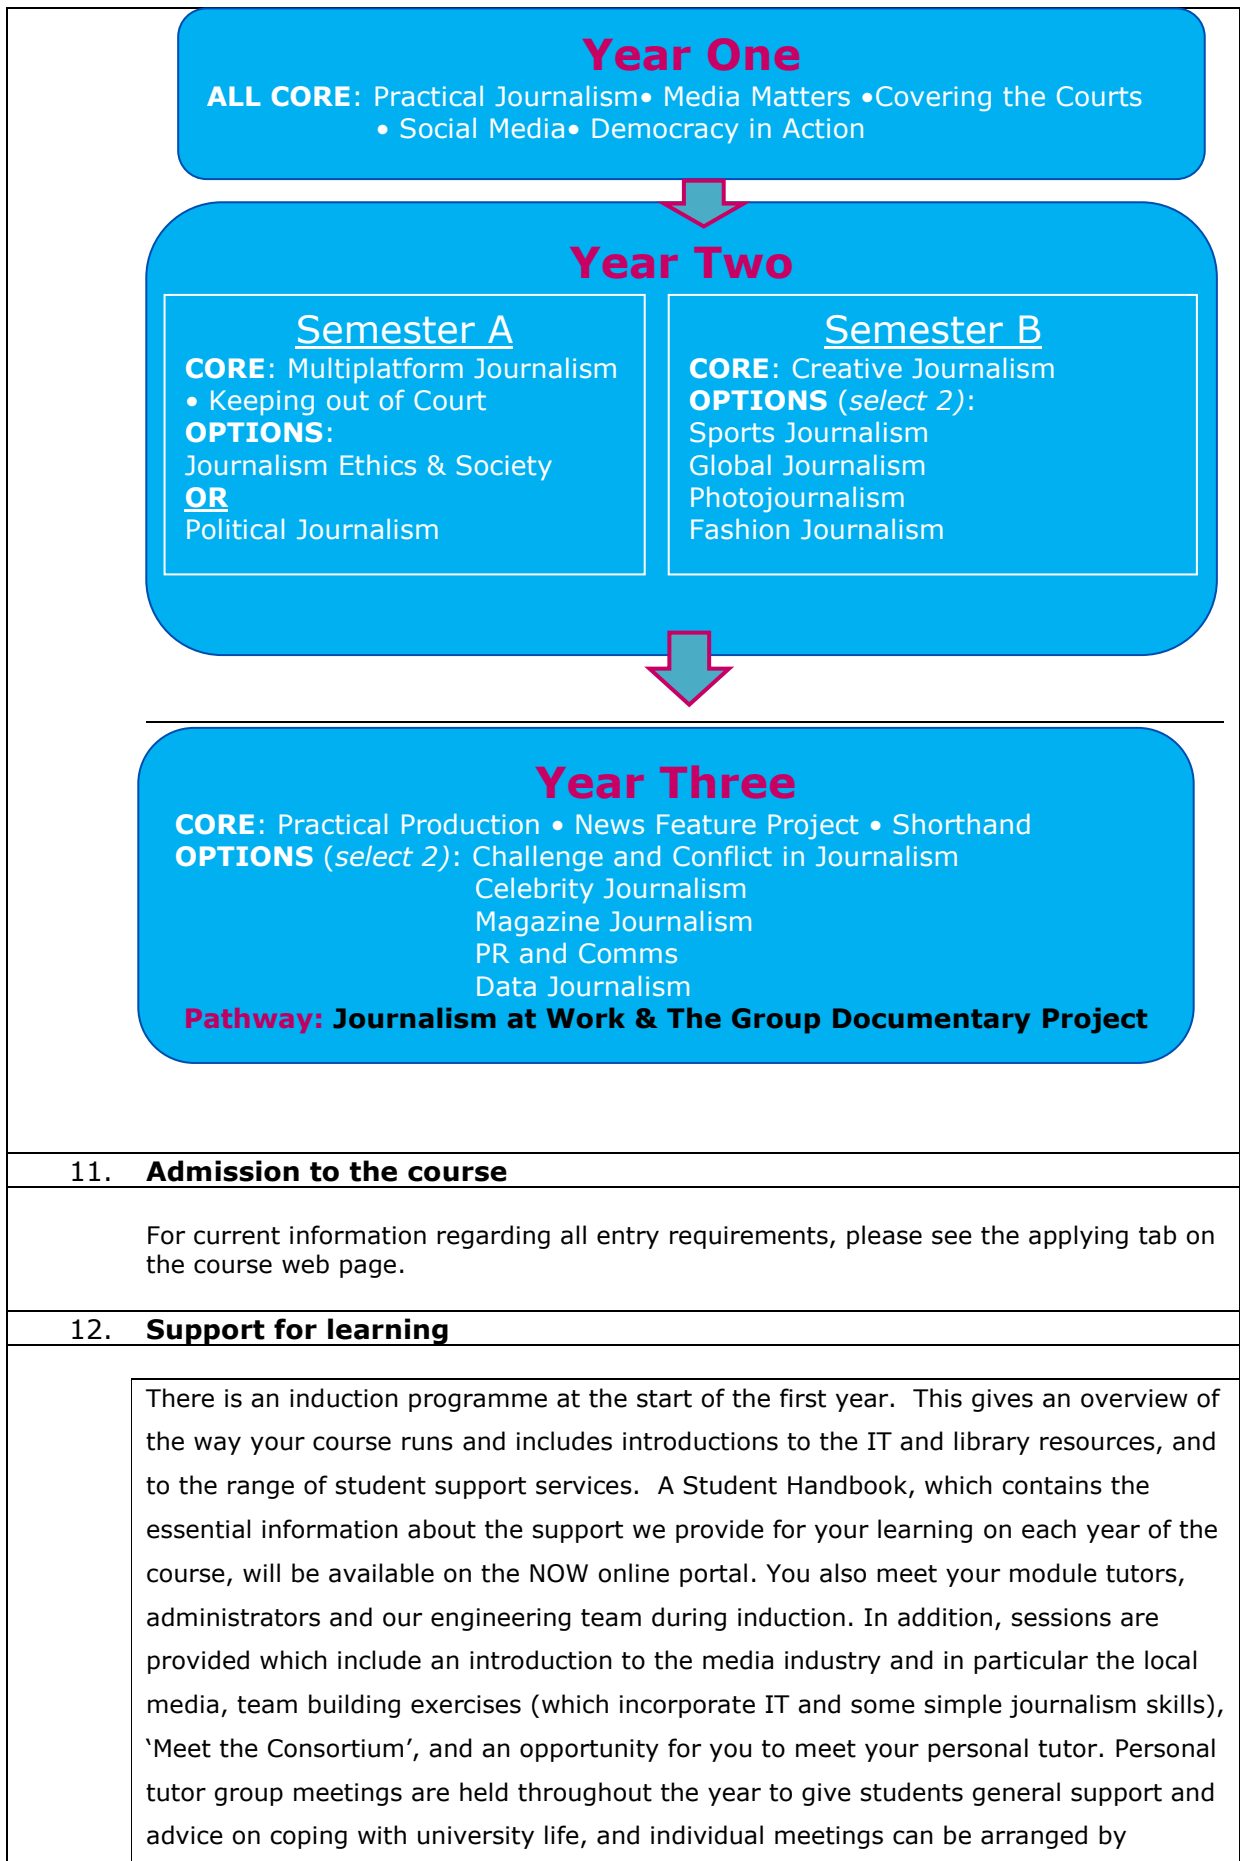 Year One
ALL CORE: Practical Journalism• Media Matters •Covering the Courts
• Social Media• Democracy in Action
Year Two
Semester A
CORE: Multiplatform Journalism
• Keeping out of Court
OPTIONS:
Journalism Ethics & Society
OR
Political Journalism
Semester B
CORE: Creative Journalism
OPTIONS (select 2):
Sports Journalism
Global Journalism
Photojournalism
Fashion Journalism
Year Three
CORE: Practical Production • News Feature Project • Shorthand
OPTIONS (select 2): Challenge and Conflict in Journalism
Celebrity Journalism
Magazine Journalism
PR and Comms
Data Journalism
Pathway: Journalism at Work & The Group Documentary Project
11. Admission to the course
For current information regarding all entry requirements, please see the applying tab on
the course web page.
12. Support for learning
There is an induction programme at the start of the first year.  This gives an overview of
the way your course runs and includes introductions to the IT and library resources, and
to the range of student support services.  A Student Handbook, which contains the
essential information about the support we provide for your learning on each year of the
course, will be available on the NOW online portal. You also meet your module tutors,
administrators and our engineering team during induction. In addition, sessions are
provided which include an introduction to the media industry and in particular the local
media, team building exercises (which incorporate IT and some simple journalism skills),
‘Meet the Consortium’, and an opportunity for you to meet your personal tutor. Personal
tutor group meetings are held throughout the year to give students general support and
advice on coping with university life, and individual meetings can be arranged by